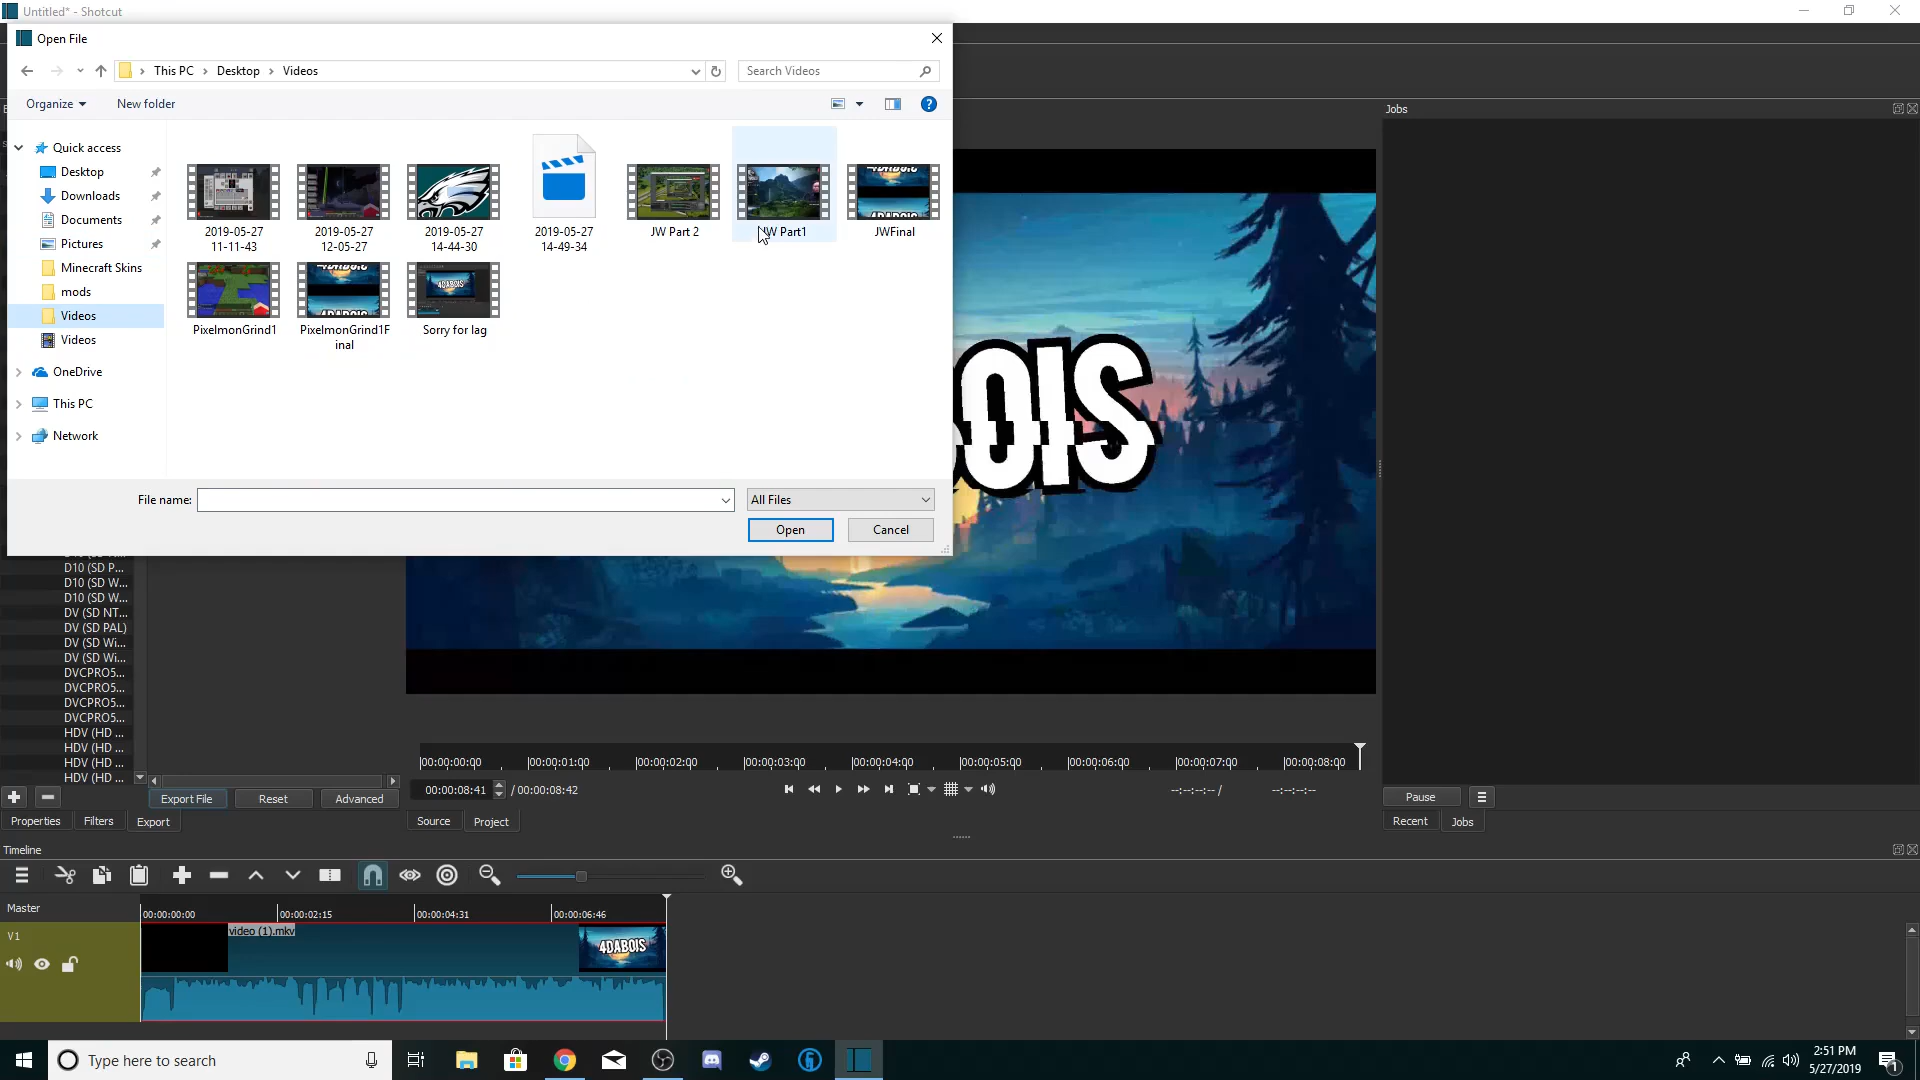 Untitled* - Shotcut
Open File
This PC
Desktop
Videos
Search Videos
Organize
New folder
Jobs
Quick access
Desktop
Downloads
Documents
Pictures
Minecraft Skins
mods
Videos
Videos
OneDrive
This PC
Network
2019-05-27
11-11-43
2019-05-27
12-05-27
2019-05-27
14-44-30
2019-05-27
14-49-34
JW Part 2
JW Part1
JWFinal
PixelmonGrind1
PixelmonGrind1F
inal
Sorry for lag
4DABOIS
OIS
File name:
All Files
Open
Cancel
D10 (SD P...
D10 (SD W...
D10 (SD W...
DV (SD NT...
DV (SD PAL)
DV (SD Wi...
DV (SD Wi...
DVCPRO5...
DVCPRO5...
DVCPRO5...
DVCPRO5...
HDV (HD ...
HDV (HD ...
HDV (HD ...
HDV (HD ...
Export File
Reset
Advanced
Properties
Filters
Export
00:00:00:00
00:00:01:00
00:00:02:00
00:00:03:00
00:00:04:00
00:00:05:00
00:00:06:00
00:00:07:00
00:00:08:00
00:00:08:41
/ 00:00:08:42
--:--:--:-- /
--:--:--:--
Source
Project
Pause
Recent
Jobs
Timeline
Master
00:00:00:00
00:00:02:15
00:00:04:31
00:00:06:46
V1
video (1).mkv
4DABOIS
Type here to search
2:51 PM
5/27/2019
1